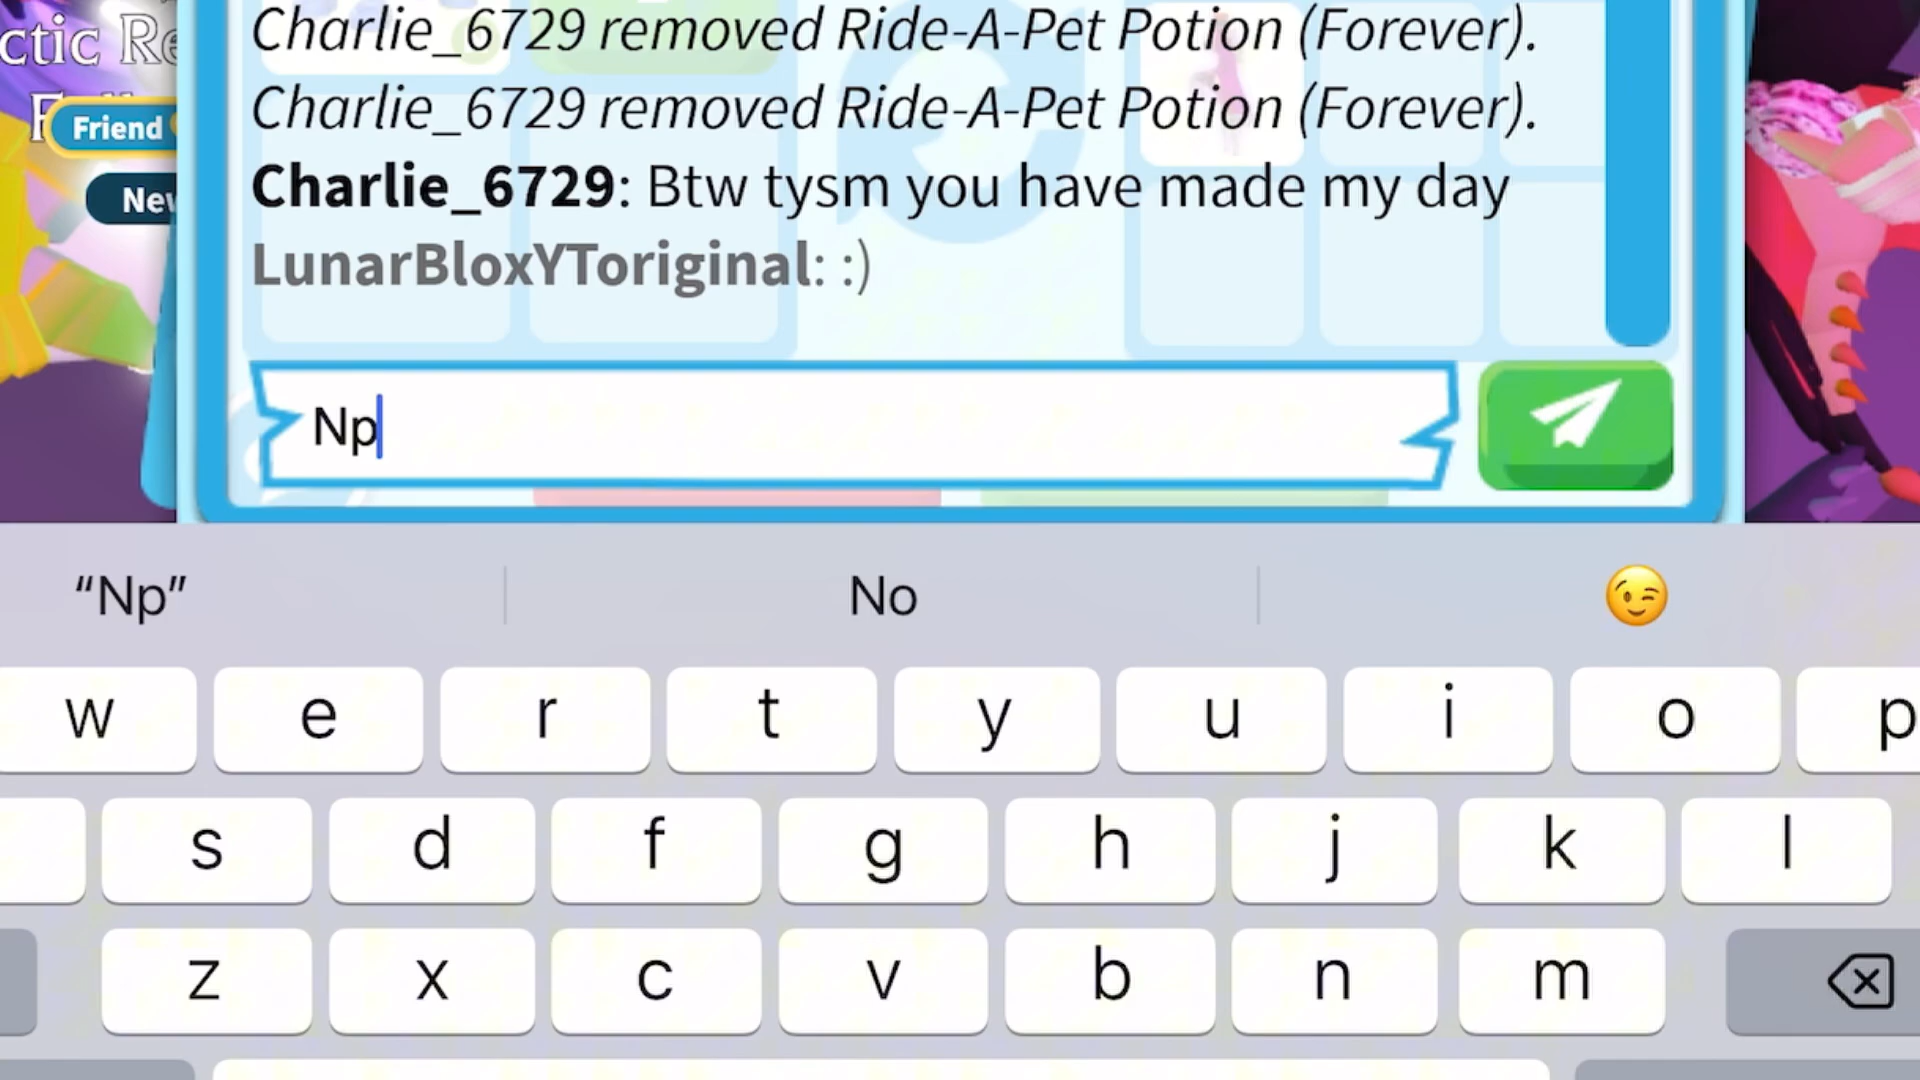 ctic Re
F
Friend
Nev
Charlie_6729 removed Ride-A-Pet Potion (Forever).
Charlie_6729 removed Ride-A-Pet Potion (Forever).
Charlie_6729: Btw tysm you have made my day
LunarBloxYToriginal: :)
Np
“Np” No 😉
w e r t y u i o p
s d f g h j k l
z x c v b n m